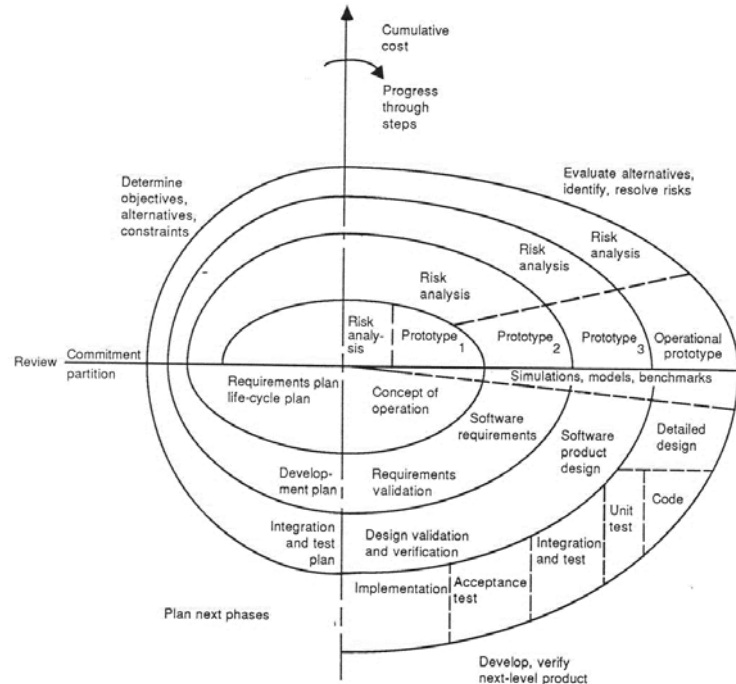 Cumulative
cost
Progress
through
steps
Determine
objectives,
alternatives,
constraints
Evaluate alternatives,
identify, resolve risks
Risk
analysis
Risk
analysis
Risk
analysis
Risk
analy-
sis
Prototype 1
Prototype 2
Prototype 3
Operational
prototype
Review
Commitment
partition
Simulations, models, benchmarks
Requirements plan
life-cycle plan
Concept of
operation
Software
requirements
Software
product
design
Detailed
design
Develop-
ment plan
Requirements
validation
Unit
test
Code
Integration
and test
plan
Design validation
and verification
Integration
and test
Implementation
Acceptance
test
Plan next phases
Develop, verify
next-level product